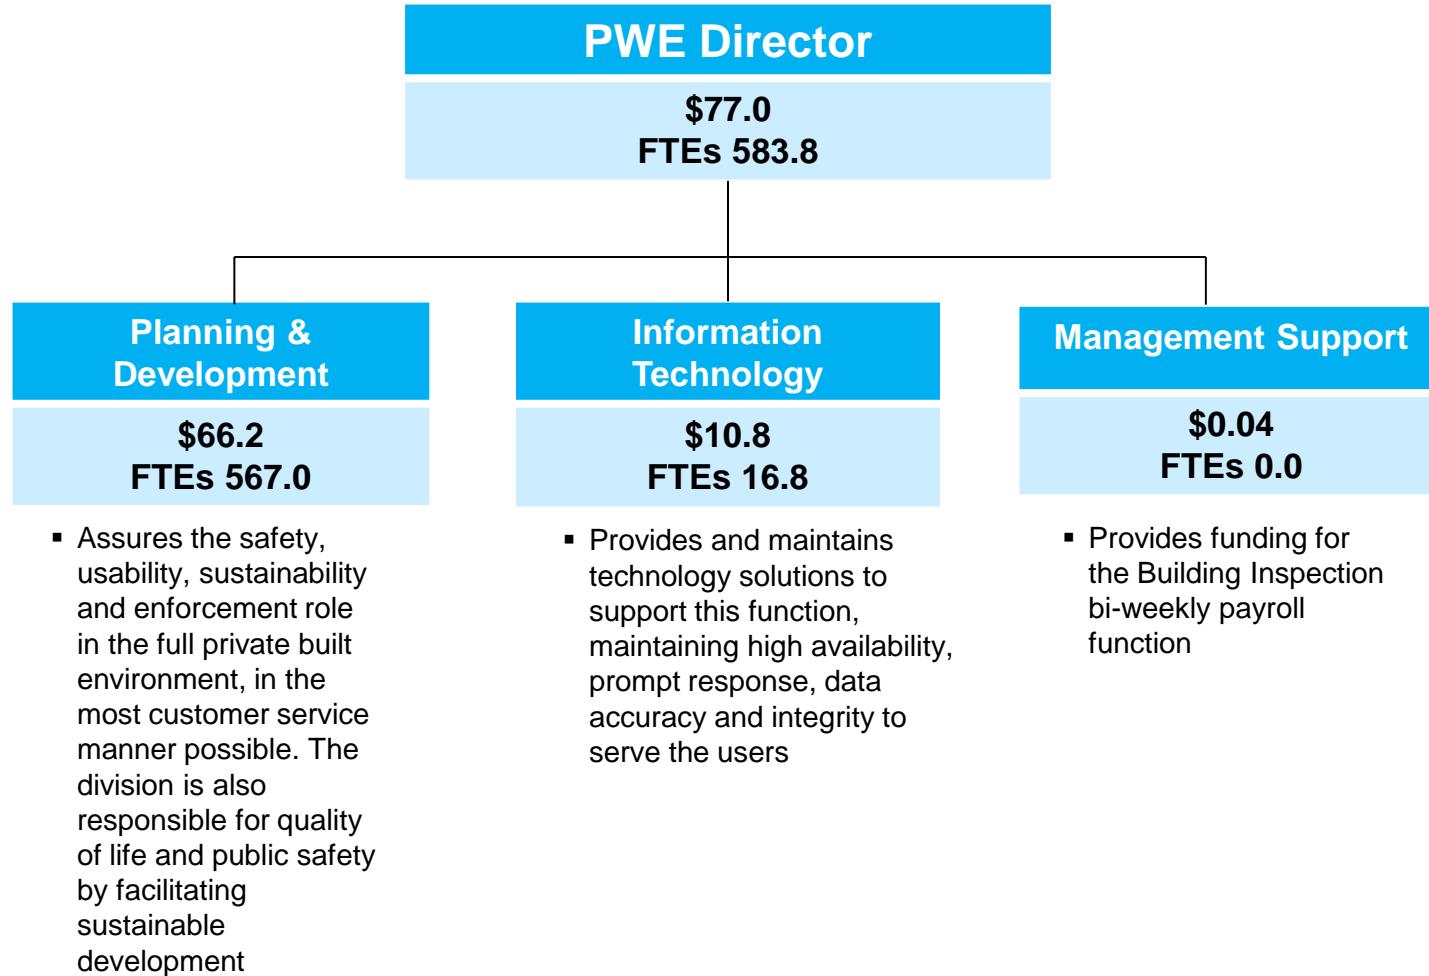 PWE Director
$77.0
FTEs 583.8
Planning &
Development
$66.2
FTEs 567.0
▪ Assures the safety,
usability, sustainability
and enforcement role
in the full private built
environment, in the
most customer service
manner possible. The
division is also
responsible for quality
of life and public safety
by facilitating
sustainable
development
Information
Technology
$10.8
FTEs 16.8
▪ Provides and maintains
technology solutions to
support this function,
maintaining high availability,
prompt response, data
accuracy and integrity to
serve the users
Management Support
$0.04
FTEs 0.0
▪ Provides funding for
the Building Inspection
bi-weekly payroll
function